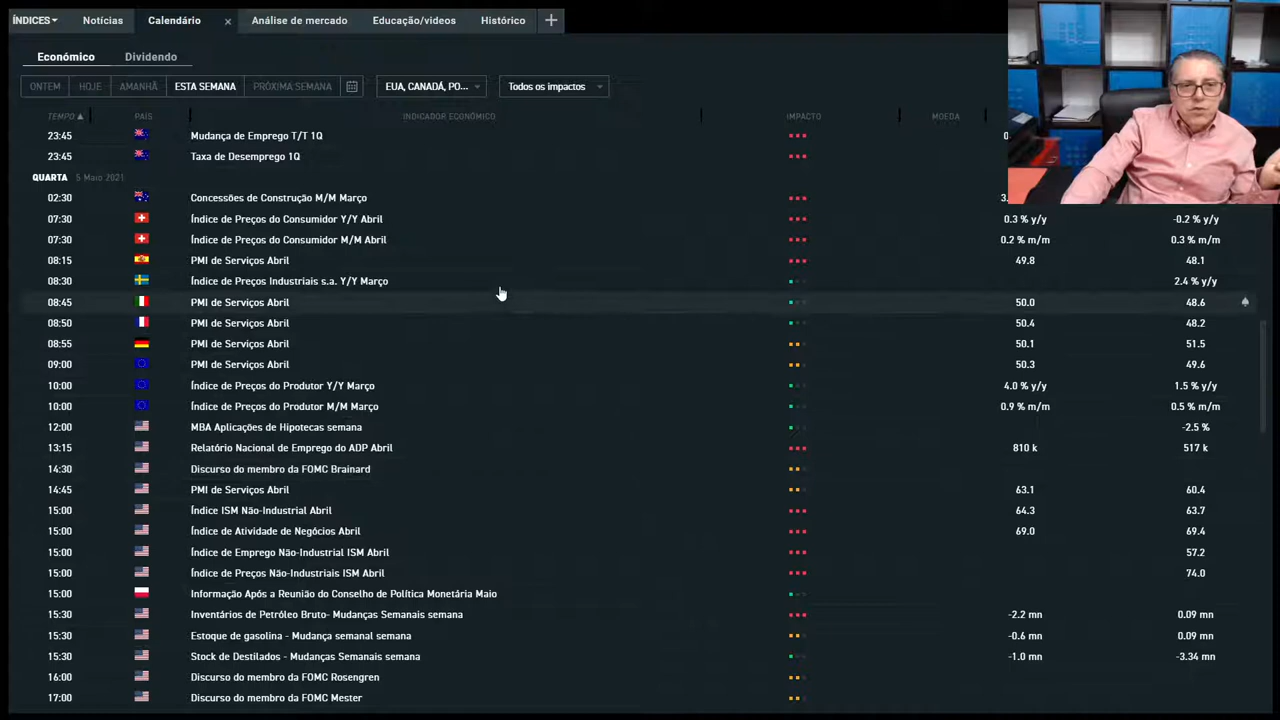 ÍNDICES Notícias Calendário × Análise de mercado Educação/videos Histórico +
Económico Dividendo
ONTEM HOJE AMANHÃ ESTA SEMANA PRÓXIMA SEMANA EUA, CANADÁ, PO... Todos os impactos
TEMPO PAÍS INDICADOR ECONÓMICO IMPACTO MOEDA
23:45 Mudança de Emprego T/T 1Q
23:45 Taxa de Desemprego 1Q
QUARTA 5 Maio 2021
02:30 Concessões de Construção M/M Março
07:30 Índice de Preços do Consumidor Y/Y Abril 0.3 % y/y -0.2 % y/y
07:30 Índice de Preços do Consumidor M/M Abril 0.2 % m/m 0.3 % m/m
08:15 PMI de Serviços Abril 49.8 48.1
08:30 Índice de Preços Industriais s.a. Y/Y Março 2.4 % y/y
08:45 PMI de Serviços Abril 50.0 48.6
08:50 PMI de Serviços Abril 50.4 48.2
08:55 PMI de Serviços Abril 50.1 51.5
09:00 PMI de Serviços Abril 50.3 49.6
10:00 Índice de Preços do Produtor Y/Y Março 4.0 % y/y 1.5 % y/y
10:00 Índice de Preços do Produtor M/M Março 0.9 % m/m 0.5 % m/m
12:00 MBA Aplicações de Hipotecas semana -2.5 %
13:15 Relatório Nacional de Emprego do ADP Abril 810 k 517 k
14:30 Discurso do membro da FOMC Brainard
14:45 PMI de Serviços Abril 63.1 60.4
15:00 Índice ISM Não-Industrial Abril 64.3 63.7
15:00 Índice de Atividade de Negócios Abril 69.0 69.4
15:00 Índice de Emprego Não-Industrial ISM Abril 57.2
15:00 Índice de Preços Não-Industriais ISM Abril 74.0
15:00 Informação Após a Reunião do Conselho de Política Monetária Maio
15:30 Inventários de Petróleo Bruto- Mudanças Semanais semana -2.2 mn 0.09 mn
15:30 Estoque de gasolina - Mudança semanal semana -0.6 mn 0.09 mn
15:30 Stock de Destilados - Mudanças Semanais semana -1.0 mn -3.34 mn
16:00 Discurso do membro da FOMC Rosengren
17:00 Discurso do membro da FOMC Mester